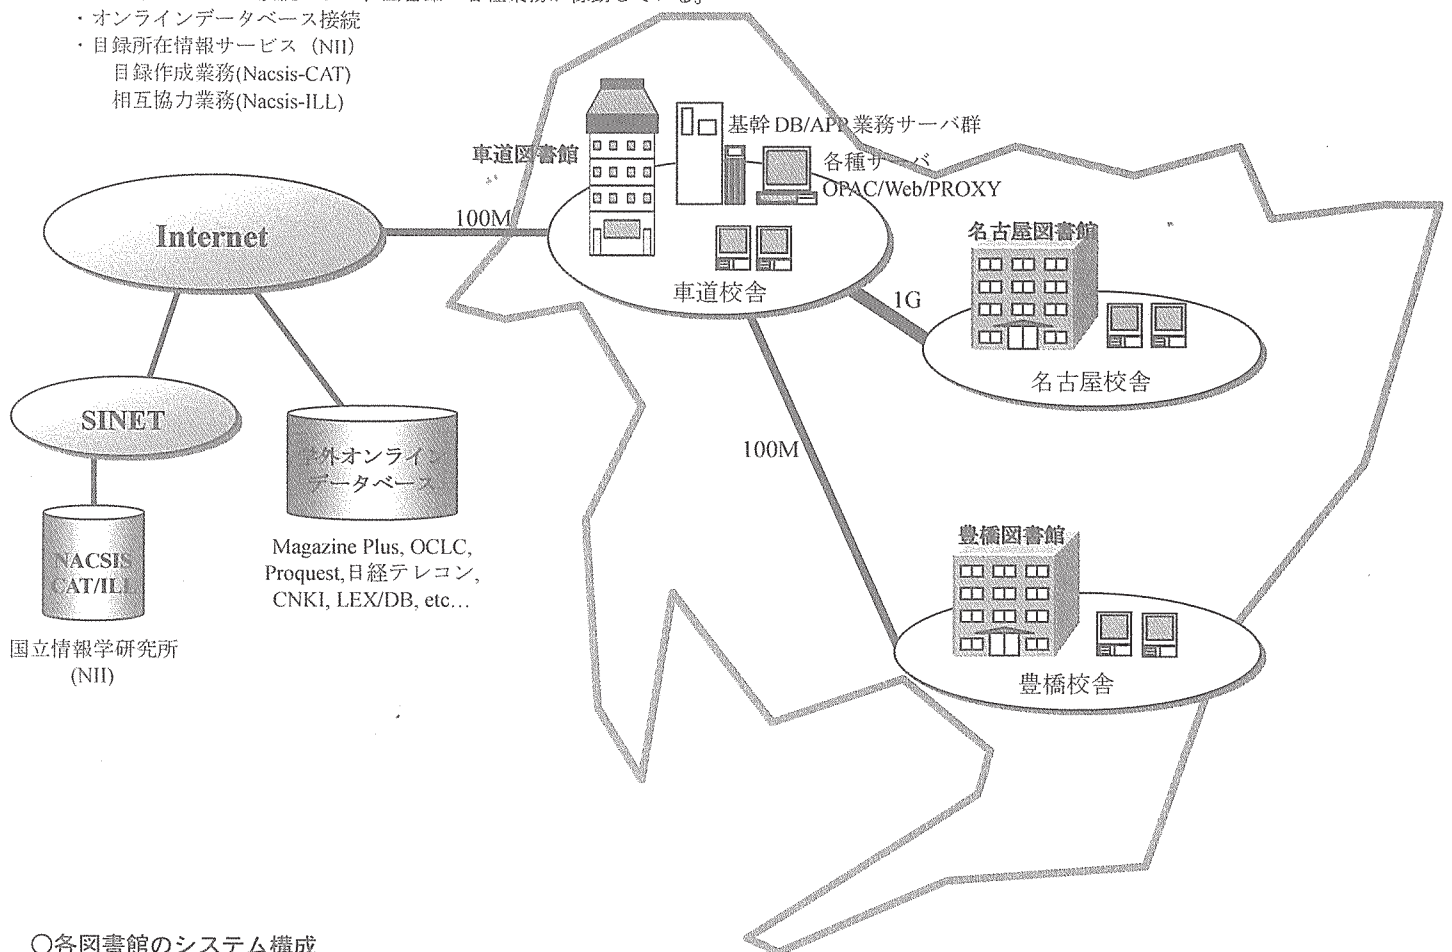 ・オンラインデータベース接続
・目録所在情報サービス（NII）
目録作成業務(Nacsis-CAT)
相互協力業務(Nacsis-ILL)
基幹 DB/APP 業務サーバ群
車道図書館
各種サーバ
OPAC/Web/PROXY
100M
Internet
名古屋図書館
車道校舎
1G
名古屋校舎
SINET
100M
学外オンライン
データベース
豊橋図書館
Magazine Plus, OCLC,
Proquest,日経テレコン,
CNKI, LEX/DB, etc…
NACSIS
CAT/ILL
国立情報学研究所
(NII)
豊橋校舎
〇各図書館のシステム構成